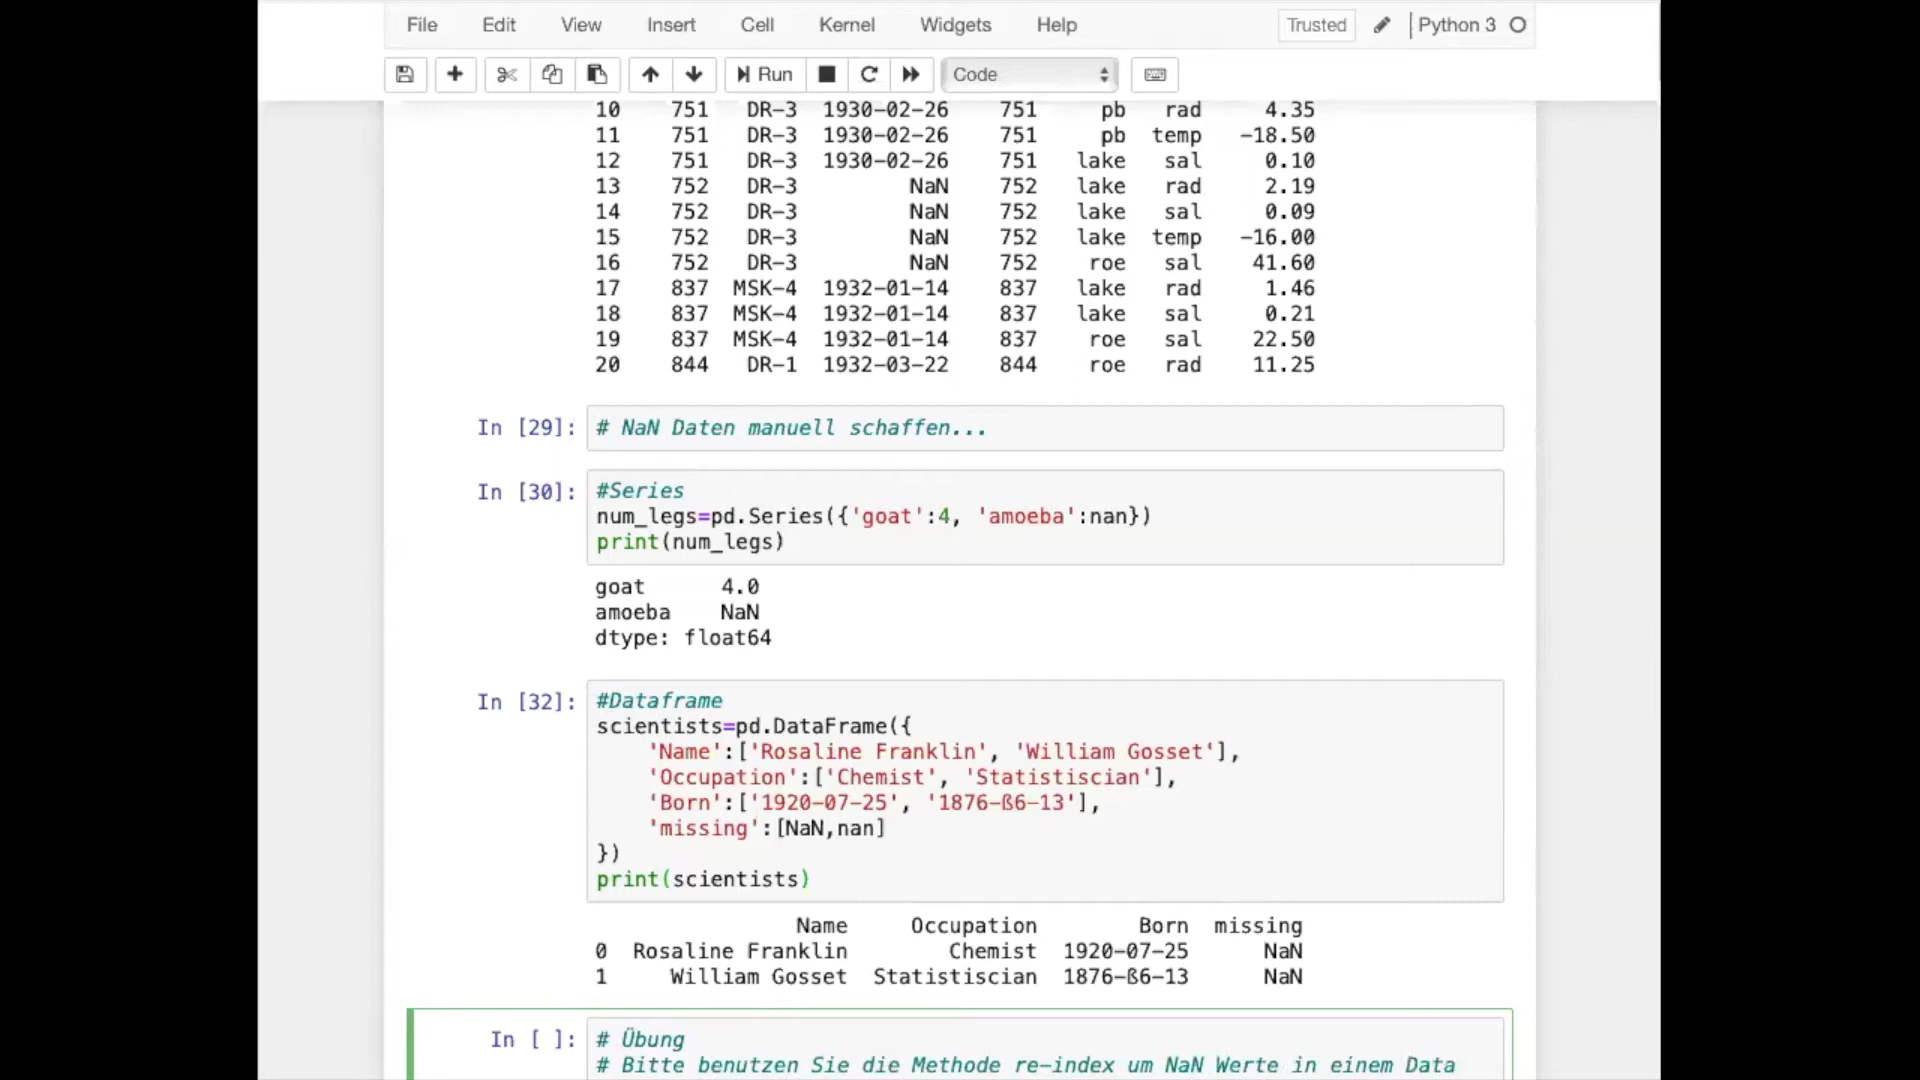 File Edit View Insert Cell Kernel Widgets Help Trusted Python 3
Run Code
10 751 DR-3 1930-02-26 751 pb rad 4.35
11 751 DR-3 1930-02-26 751 pb temp -18.50
12 751 DR-3 1930-02-26 751 lake sal 0.10
13 752 DR-3 NaN 752 lake rad 2.19
14 752 DR-3 NaN 752 lake sal 0.09
15 752 DR-3 NaN 752 lake temp -16.00
16 752 DR-3 NaN 752 roe sal 41.60
17 837 MSK-4 1932-01-14 837 lake rad 1.46
18 837 MSK-4 1932-01-14 837 lake sal 0.21
19 837 MSK-4 1932-01-14 837 roe sal 22.50
20 844 DR-1 1932-03-22 844 roe rad 11.25
In [29]: # NaN Daten manuell schaffen...
In [30]: #Series
num_legs=pd.Series({'goat':4, 'amoeba':nan})
print(num_legs)
goat 4.0
amoeba NaN
dtype: float64
In [32]: #Dataframe
scientists=pd.DataFrame({
'Name':['Rosaline Franklin', 'William Gosset'],
'Occupation':['Chemist', 'Statistiscian'],
'Born':['1920-07-25', '1876-ß6-13'],
'missing':[NaN,nan]
})
print(scientists)
Name Occupation Born missing
0 Rosaline Franklin Chemist 1920-07-25 NaN
1 William Gosset Statistiscian 1876-ß6-13 NaN
In [ ]: # Übung
# Bitte benutzen Sie die Methode re-index um NaN Werte in einem Data